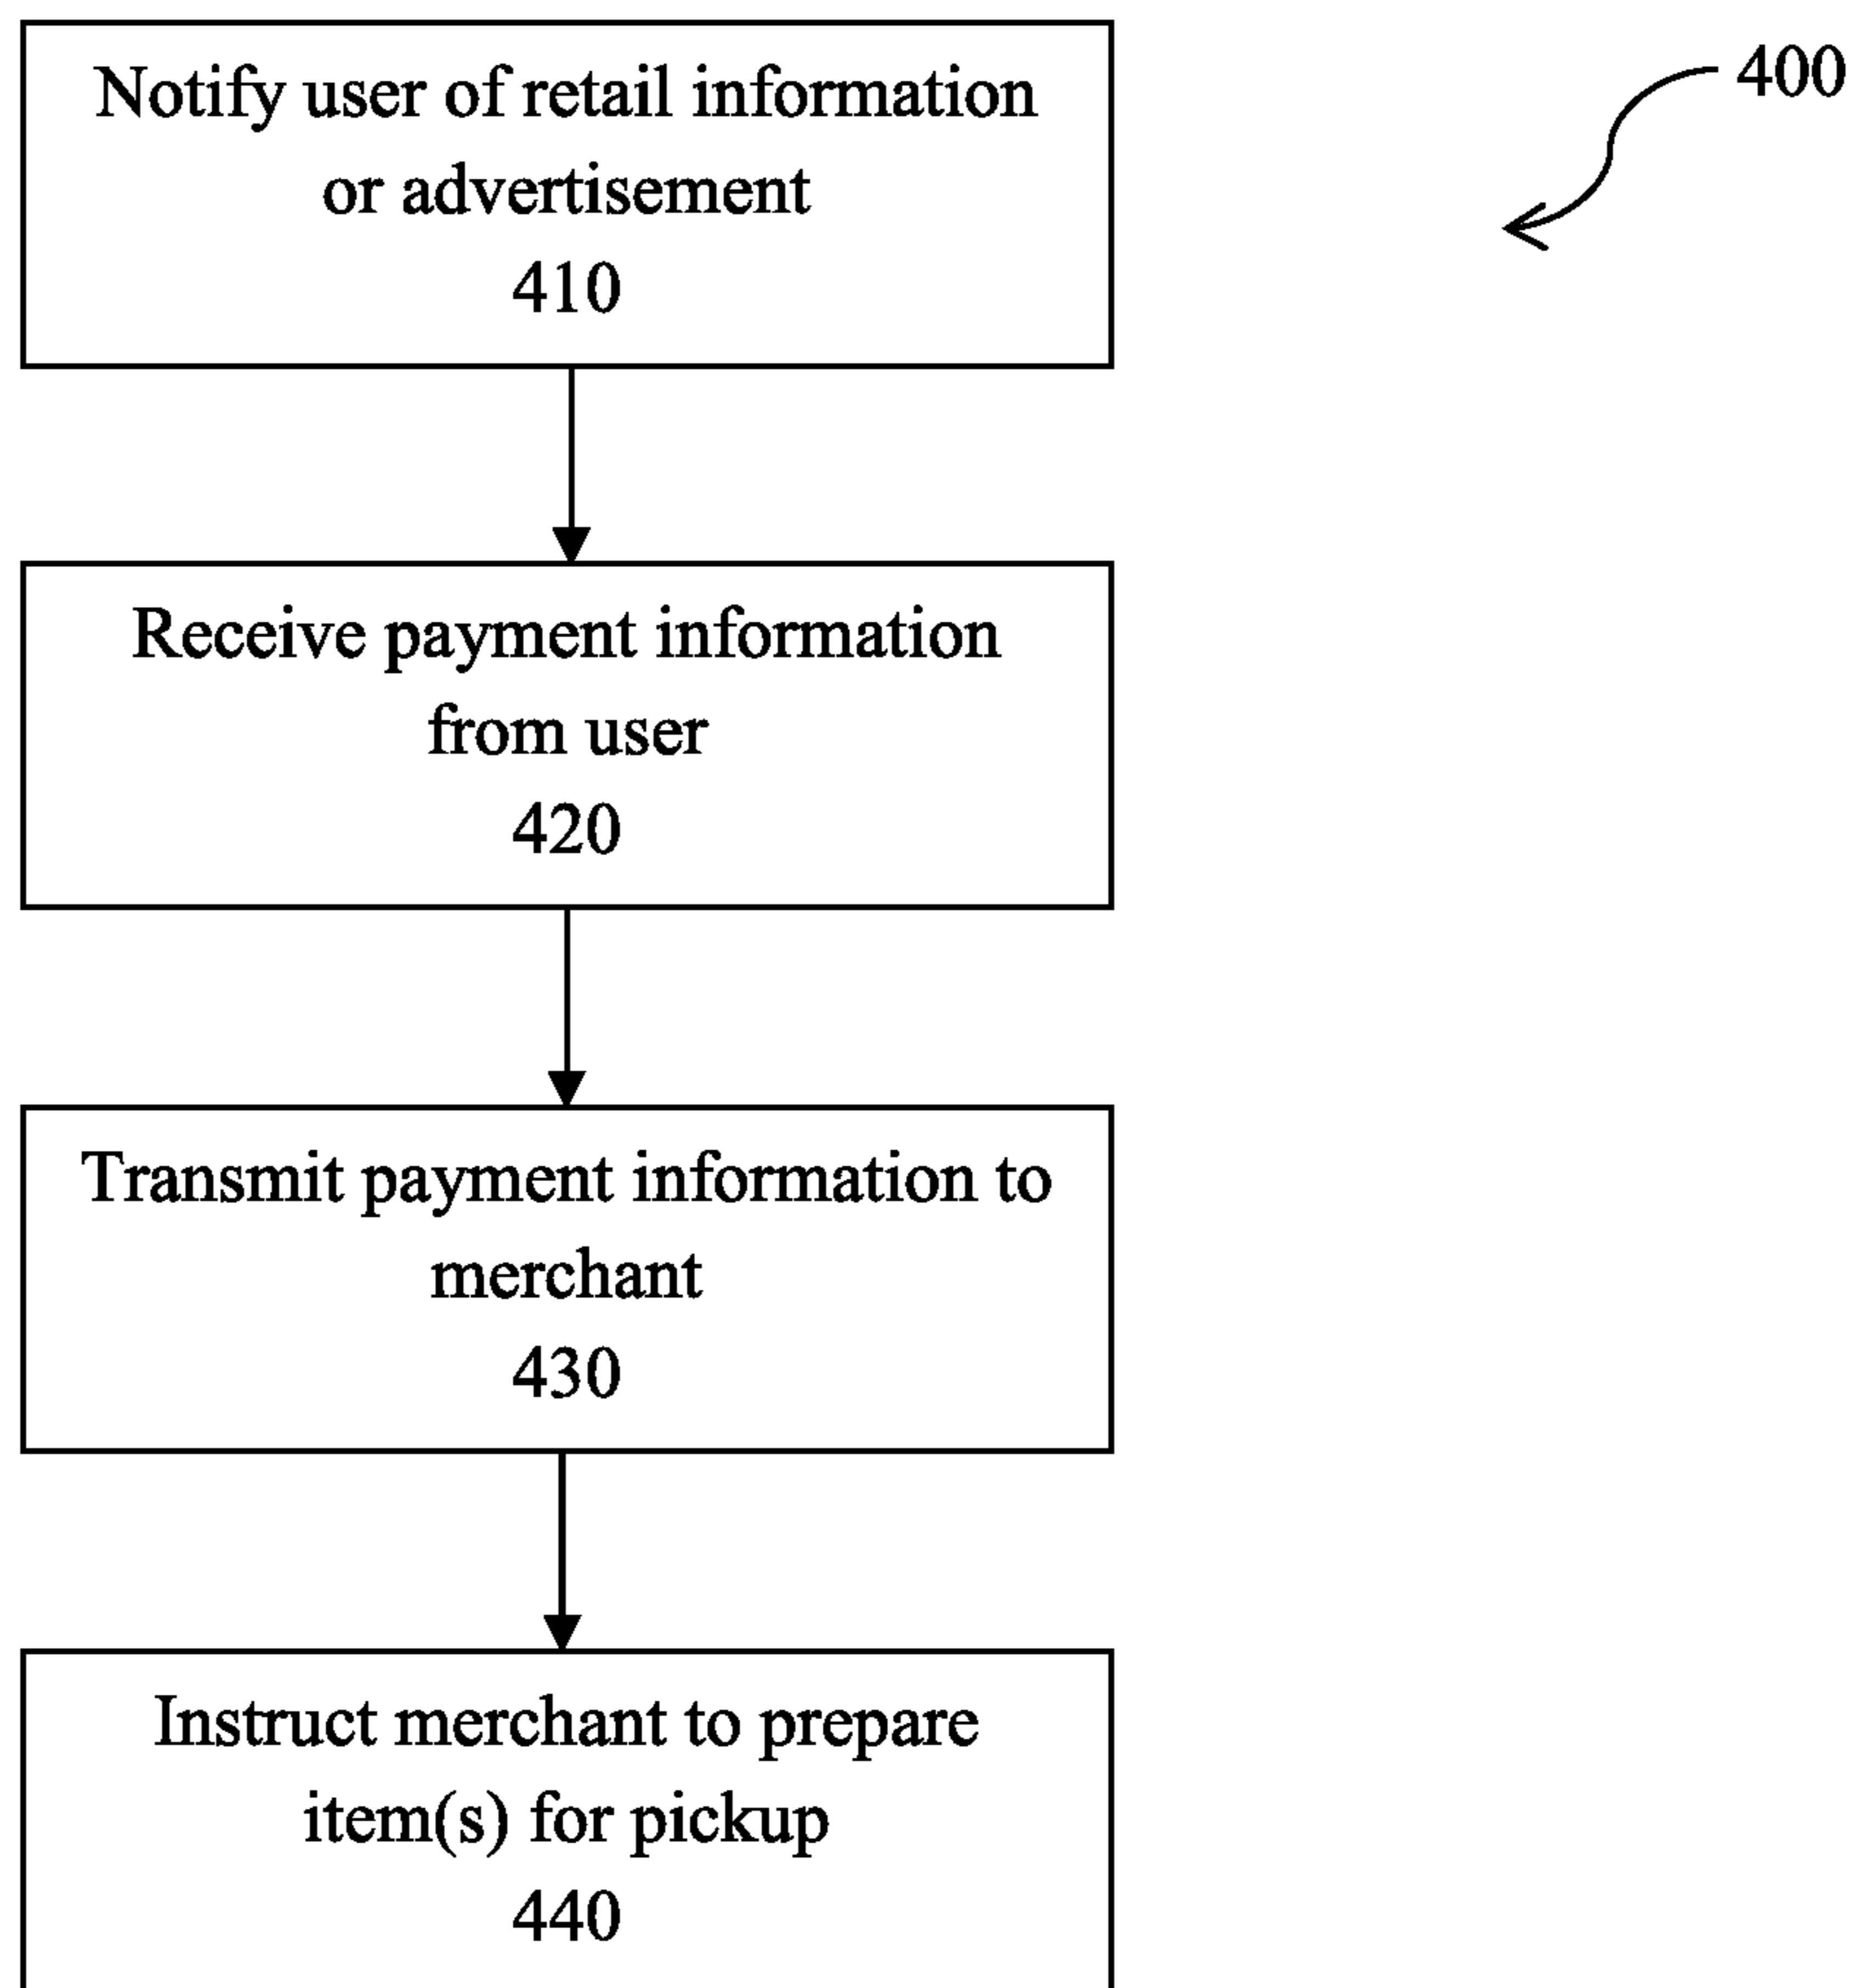 Notify user of retail information
or advertisement
410
400
Receive payment information
from user
420
Transmit payment information to
merchant
430
Instruct merchant to prepare
item(s) for pickup
440